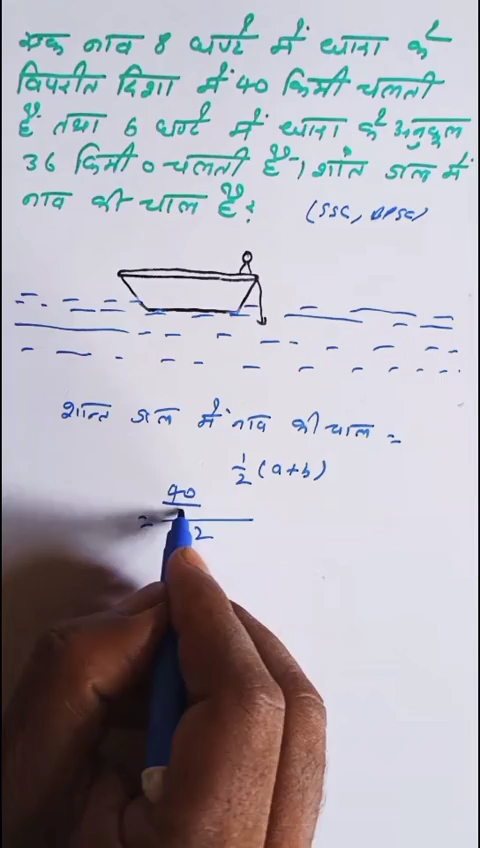 एक नाव 8 घण्टे में धारा के
विपरीत दिशा में 40 किमी चलती
है तथा 6 घण्टे में धारा के अनुकूल
36 किमी० चलती है। शांत जल में
नाव की चाल है?
(SSC, BPSC)
शान्त जल में नाव की चाल =
1/2 (a+b)
= 40
2